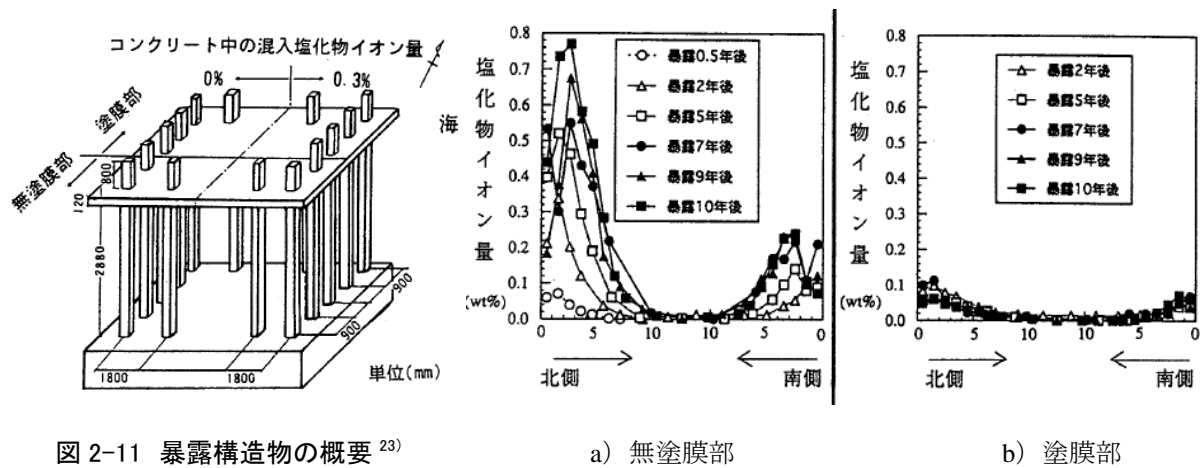 コンクリート中の混入塩化物イオン量
0%
0.3%
海
塗膜部
無塗膜部
800
120
2880
900
900
1800
1800
単位(mm)
図 2-11 暴露構造物の概要 23)
塩化物イオン量
(wt%)
0.8
0.7
0.6
0.5
0.4
0.3
0.2
0.1
0.0
暴露0.5年後
暴露2年後
暴露5年後
暴露7年後
暴露9年後
暴露10年後
0 5 10 10 5 0
北側
南側
a) 無塗膜部
塩化物イオン量
(wt%)
0.8
0.7
0.6
0.5
0.4
0.3
0.2
0.1
0.0
暴露2年後
暴露5年後
暴露7年後
暴露9年後
暴露10年後
0 5 10 10 5 0
北側
南側
b) 塗膜部